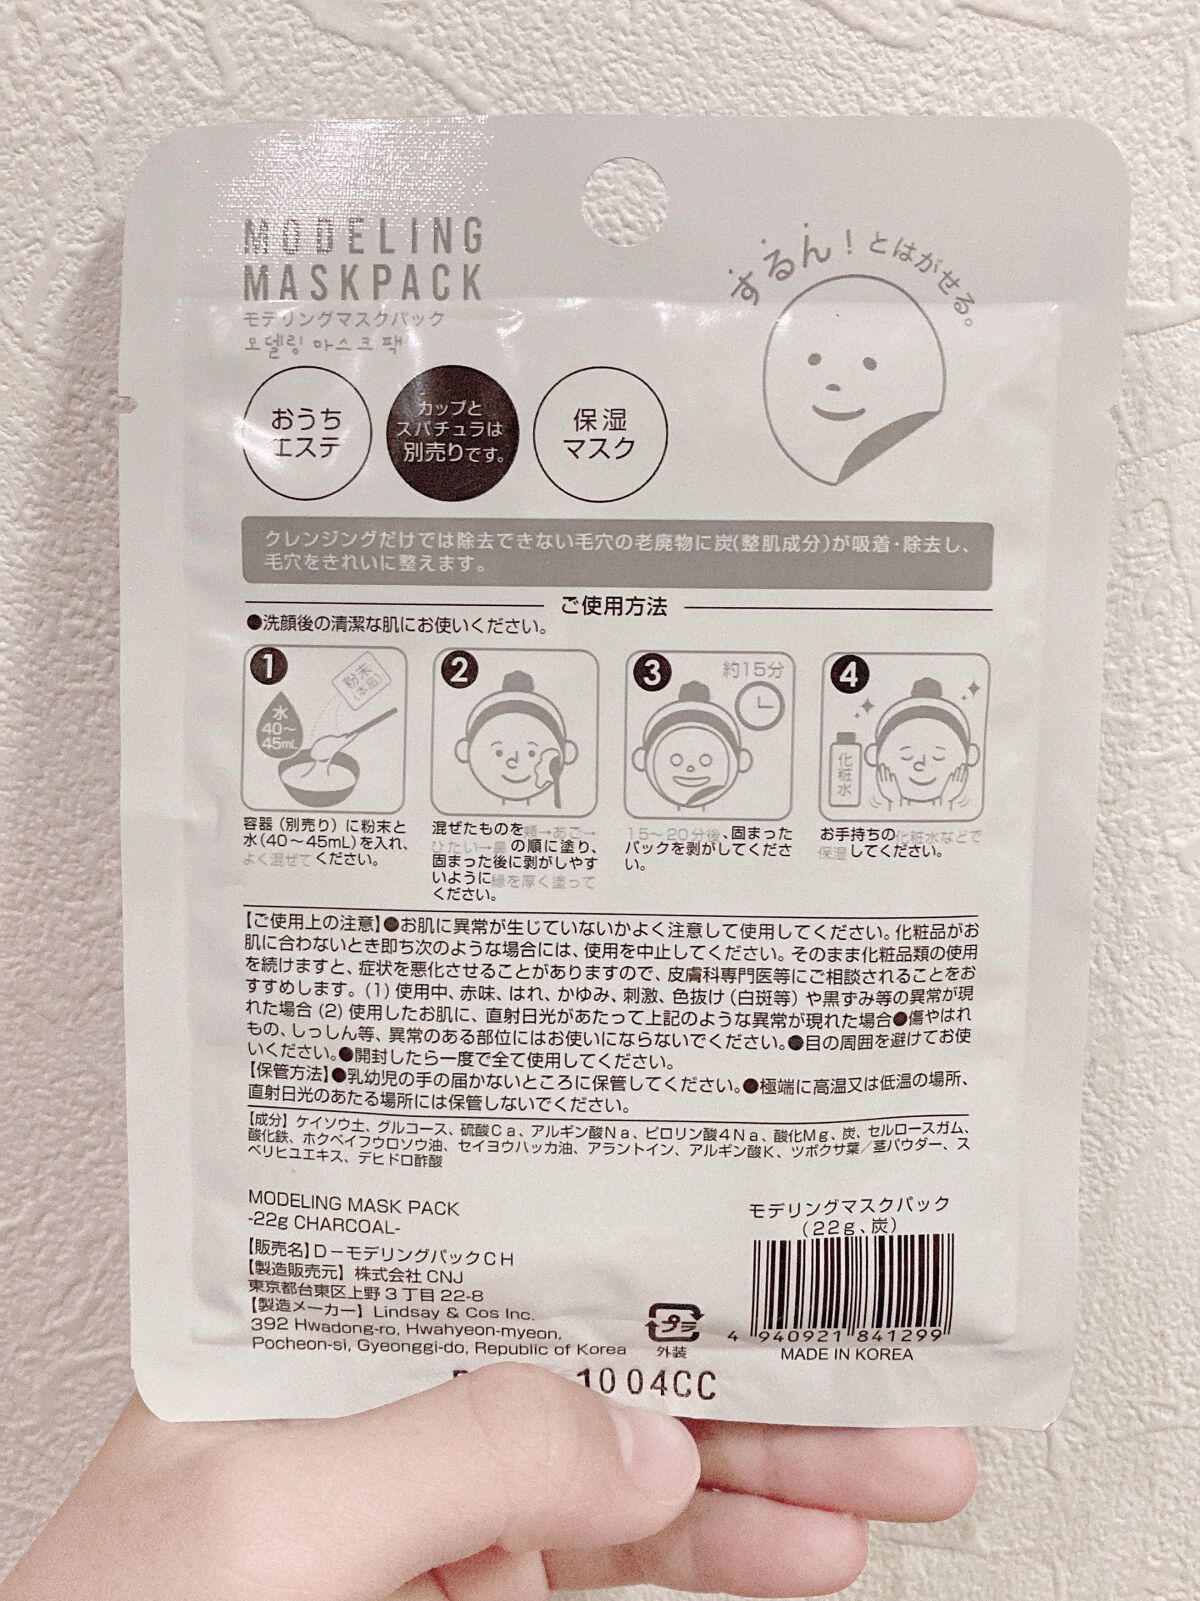 MODELING
MASKPACK
モデリングマスクパック
모델링 마스크 팩
するん!とはがせる。
おうち
エステ
カップと
スパチュラは
別売りです。
保湿
マスク
クレンジングだけでは除去できない毛穴の老廃物に炭(整肌成分)が吸着・除去し、
毛穴をきれいに整えます。
ご使用方法
●洗顔後の清潔な肌にお使いください。
1
粉末
(本品)
水
40〜
45mL
容器(別売り)に粉末と
水(40〜45mL)を入れ、
よく混ぜてください。
2
混ぜたものを頬→あご→
ひたい→鼻の順に塗り、
固まった後に剥がしやす
いように縁を厚く塗って
ください。
3
約15分
15〜20分後、固まった
パックを剥がしてくださ
い。
4
化粧水
お手持ちの化粧水などで
保湿してください。
【ご使用上の注意】●お肌に異常が生じていないかよく注意して使用してください。化粧品がお
肌に合わないとき即ち次のような場合には、使用を中止してください。そのまま化粧品類の使用
を続けますと、症状を悪化させることがありますので、皮膚科専門医等にご相談されることをお
すすめします。(1)使用中、赤味、はれ、かゆみ、刺激、色抜け(白斑等)や黒ずみ等の異常が現
れた場合(2)使用したお肌に、直射日光があたって上記のような異常が現れた場合●傷やはれ
もの、しっしん等、異常のある部位にはお使いにならないでください。●目の周囲を避けてお使
いください。●開封したら一度で全て使用してください。
【保管方法】●乳幼児の手の届かないところに保管してください。●極端に高温又は低温の場所、
直射日光のあたる場所には保管しないでください。
【成分】ケイソウ土、グルコース、硫酸Ca、アルギン酸Na、ピロリン酸4Na、酸化Mg、炭、セルロースガム、
酸化鉄、ホクベイフウロソウ油、セイヨウハッカ油、アラントイン、アルギン酸K、ツボクサ葉/茎パウダー、ス
ベリヒユエキス、デヒドロ酢酸
MODELING MASK PACK
-22g CHARCOAL-
【販売名】D-モデリングパックCH
【製造販売元】株式会社 CNJ
東京都台東区上野3丁目22-8
【製造メーカー】Lindsay & Cos Inc.
392 Hwadong-ro, Hwahyeon-myeon,
Pocheon-si, Gyeonggi-do, Republic of Korea
プラ
外装
モデリングマスクパック
(22g、炭)
4 940921 841299
MADE IN KOREA
1004CC